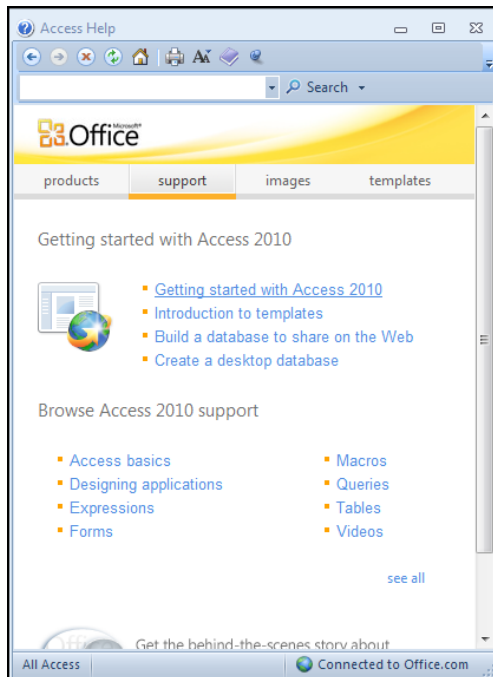 Access Help
Search
Microsoft®
Office
products support images templates
Getting started with Access 2010
Getting started with Access 2010
Introduction to templates
Build a database to share on the Web
Create a desktop database
Browse Access 2010 support
Access basics
Designing applications
Expressions
Forms
Macros
Queries
Tables
Videos
see all
Get the behind-the-scenes story about
All Access
Connected to Office.com